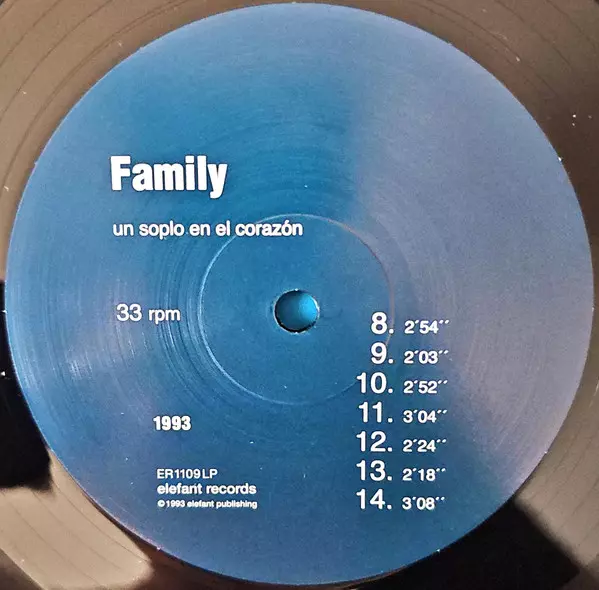 Family
un soplo en el corazón
33 rpm
8. 2´54´´
9. 2´03´´
10. 2´52´´
11. 3´04´´
12. 2´24´´
13. 2´18´´
14. 3´08´´
1993
ER1109LP
elefant records
©1993 elefant publishing